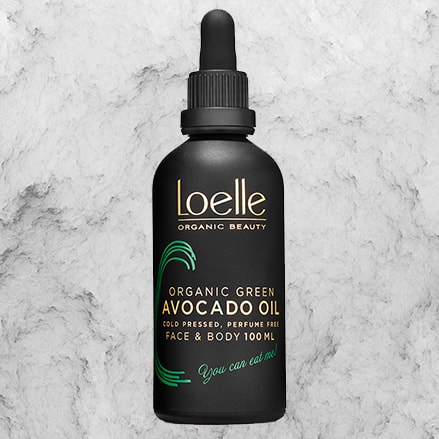 Loelle
ORGANIC BEAUTY
ORGANIC GREEN
AVOCADO OIL
COLD PRESSED, PERFUME FREE
FACE & BODY 100 ML
You can eat me!